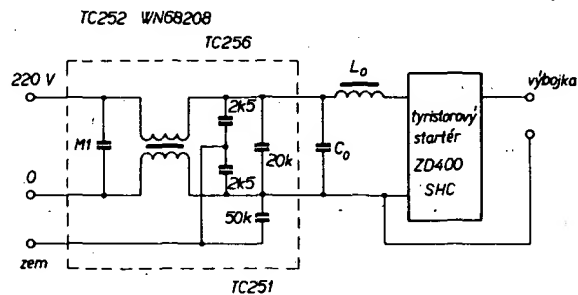 TC252 WN68208
TC256
220 V
M1
2k5
2k5
20k
50k
C₀
L₀
tyristorový
startér
ZD400
SHC
výbojka
0
zem
TC251